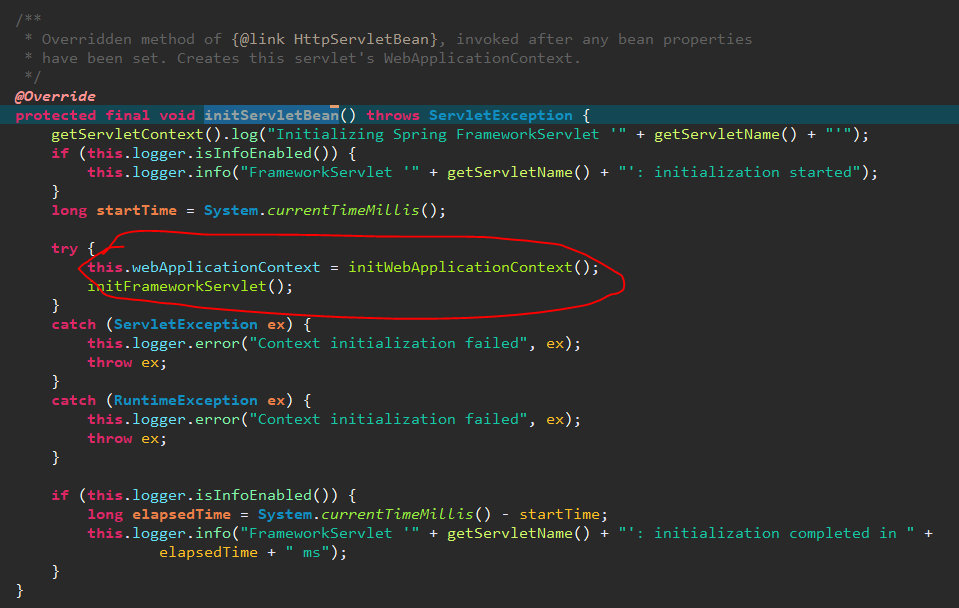 /**
 * Overridden method of {@link HttpServletBean}, invoked after any bean properties
 * have been set. Creates this servlet's WebApplicationContext.
 */
@Override
protected final void initServletBean() throws ServletException {
    getServletContext().log("Initializing Spring FrameworkServlet '" + getServletName() + "'");
    if (this.logger.isInfoEnabled()) {
        this.logger.info("FrameworkServlet '" + getServletName() + "': initialization started");
    }
    long startTime = System.currentTimeMillis();
    try {
        this.webApplicationContext = initWebApplicationContext();
        initFrameworkServlet();
    }
    catch (ServletException ex) {
        this.logger.error("Context initialization failed", ex);
        throw ex;
    }
    catch (RuntimeException ex) {
        this.logger.error("Context initialization failed", ex);
        throw ex;
    }
    if (this.logger.isInfoEnabled()) {
        long elapsedTime = System.currentTimeMillis() - startTime;
        this.logger.info("FrameworkServlet '" + getServletName() + "': initialization completed in " +
                elapsedTime + " ms");
    }
}